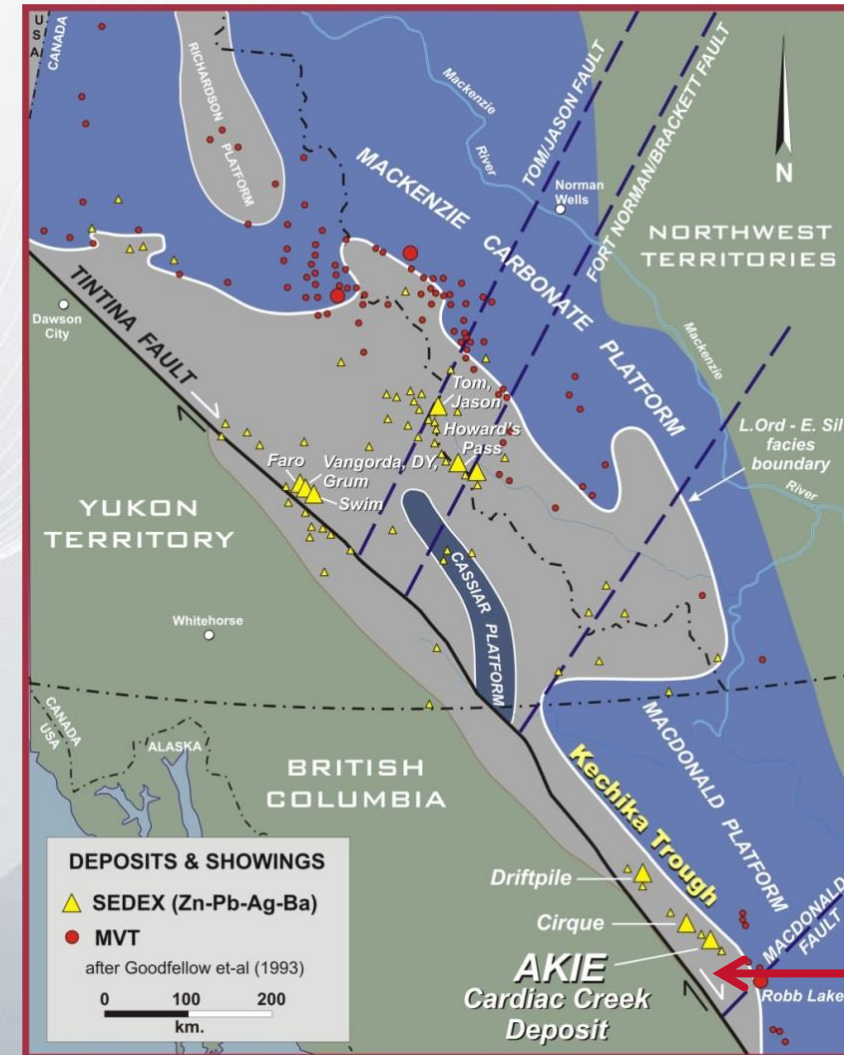 U
S
A
CANADA
RICHARDSON
PLATFORM
Mackenzie
River
TOM/JASON FAULT
FORT NORMAN/BRACKETT FAULT
N
Norman
Wells
MACKENZIE CARBONATE PLATFORM
NORTHWEST
TERRITORIES
Mackenzie
River
TINTINA FAULT
Dawson
City
Tom,
Jason
Howard's
Pass
L.Ord - E. Sil
facies
boundary
Faro
Vangorda, DY,
Grum
Swim
YUKON
TERRITORY
CASSIAR PLATFORM
Whitehorse
CANADA
USA
ALASKA
BRITISH
COLUMBIA
MACDONALD PLATFORM
Kechika Trough
DEPOSITS & SHOWINGS
SEDEX (Zn-Pb-Ag-Ba)
MVT
after Goodfellow et-al (1993)
0 100 200
km.
Driftpile
Cirque
AKIE
Cardiac Creek
Deposit
MACDONALD
FAULT
Robb Lake